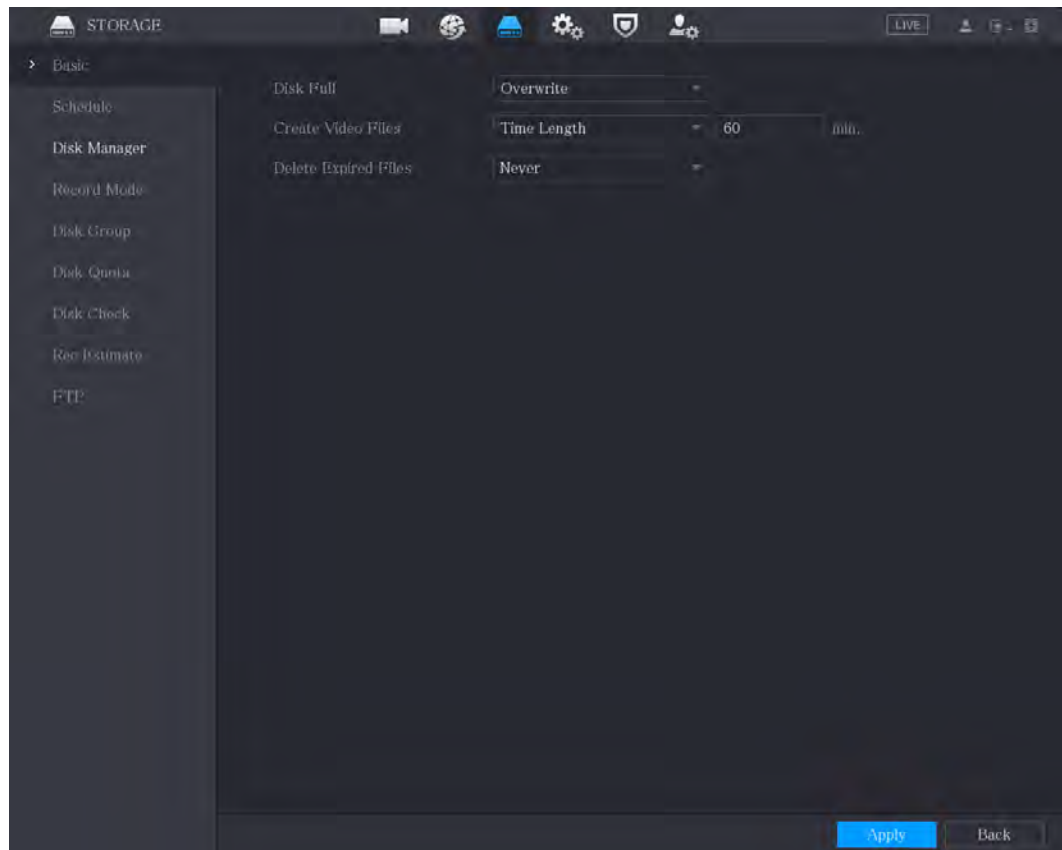 STORAGE
LIVE
Basic
Schedule
Disk Manager
Record Mode
Disk Group
Disk Quota
Disk Check
Rec Estimate
FTP
Disk Full Overwrite
Create Video Files Time Length 60 min.
Delete Expired Files Never
Apply Back